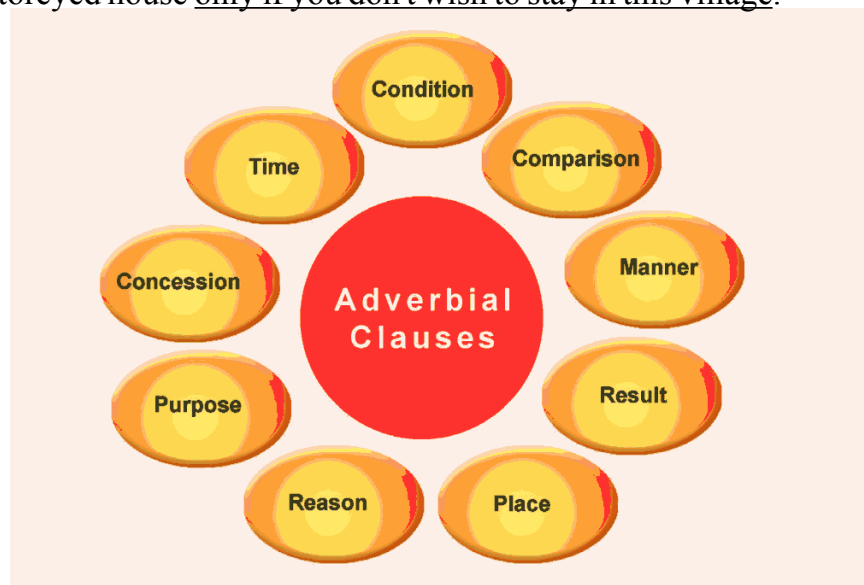 toreyed house only if you don't wish to stay in this village.
Condition
Comparison
Time
Manner
Concession
Adverbial
Clauses
Result
Purpose
Reason
Place